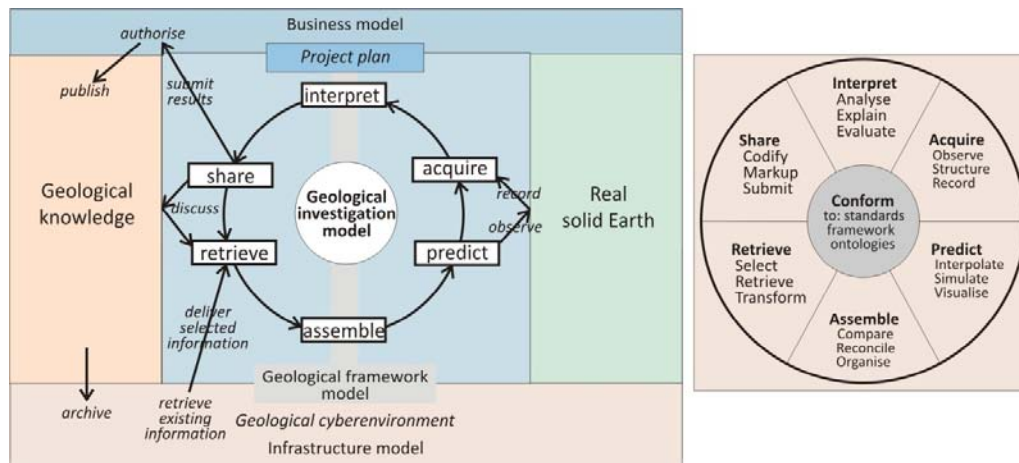 Business model
authorise
Project plan
publish
submit
results
interpret
share
acquire
Geological
knowledge
discuss
Geological
investigation
model
record
observe
Real
solid Earth
retrieve
predict
deliver
selected
information
assemble
Geological framework
model
archive
retrieve
existing
information
Geological cyberenvironment
Infrastructure model
Interpret
Analyse
Explain
Evaluate
Share
Codify
Markup
Submit
Acquire
Observe
Structure
Record
Conform
to: standards
framework
ontologies
Retrieve
Select
Retrieve
Transform
Predict
Interpolate
Simulate
Visualise
Assemble
Compare
Reconcile
Organise